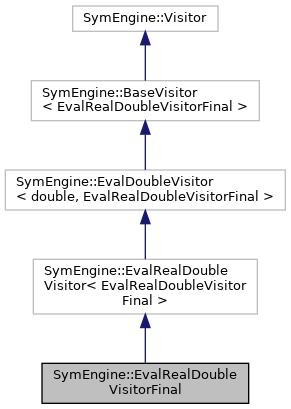 SymEngine::Visitor
SymEngine::BaseVisitor
< EvalRealDoubleVisitorFinal >
SymEngine::EvalDoubleVisitor
< double, EvalRealDoubleVisitorFinal >
SymEngine::EvalRealDouble
Visitor< EvalRealDoubleVisitor
Final >
SymEngine::EvalRealDouble
VisitorFinal